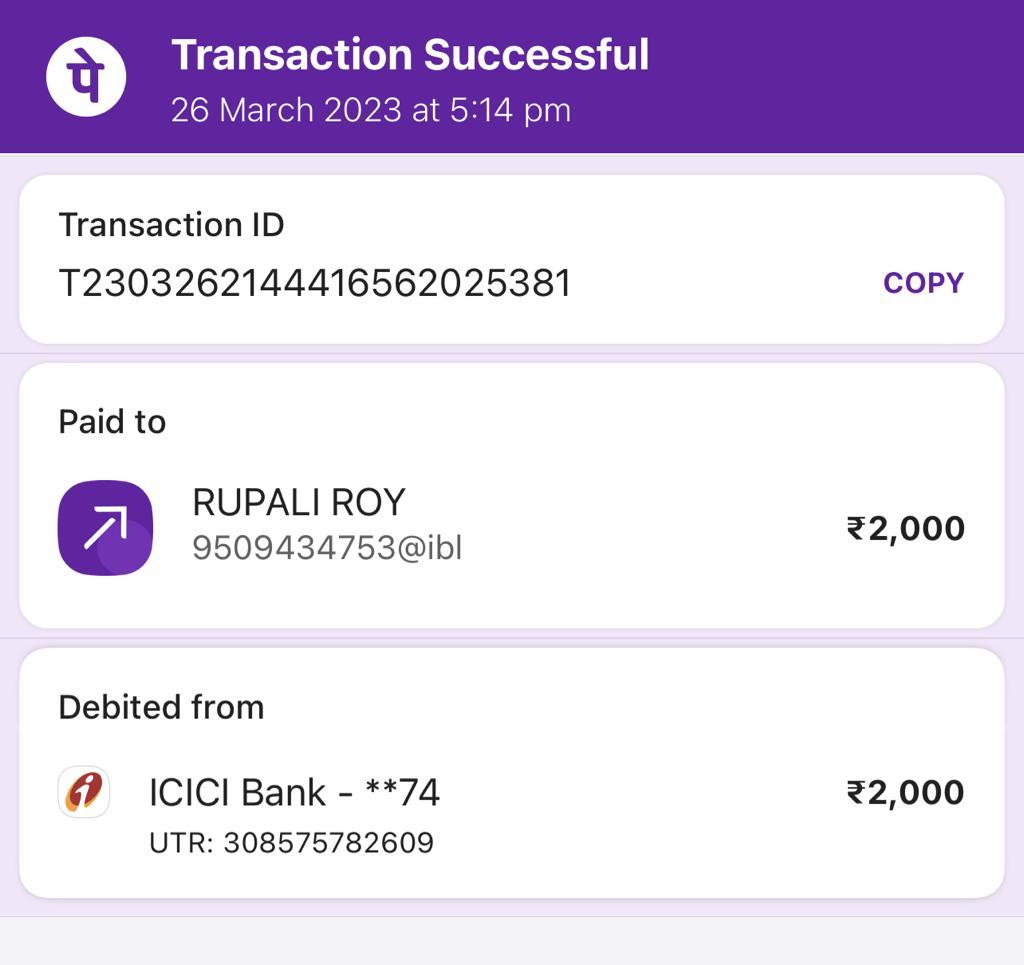 पे
Transaction Successful
26 March 2023 at 5:14 pm
Transaction ID
T2303262144416562025381
COPY
Paid to
RUPALI ROY
9509434753@ibl
₹2,000
Debited from
ICICI Bank - **74
₹2,000
UTR: 308575782609